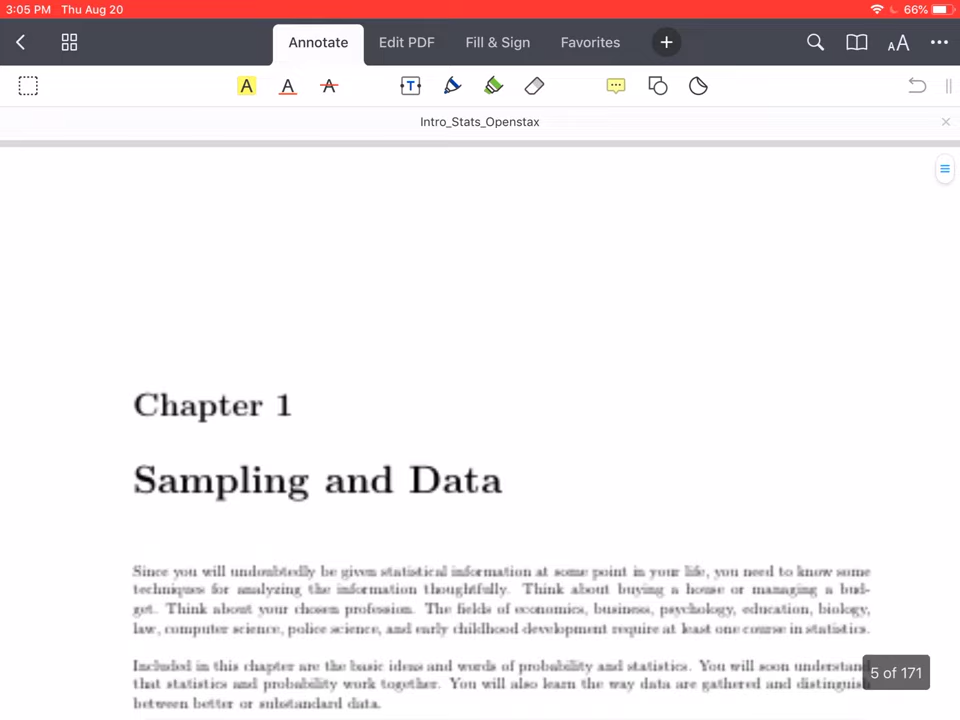 3:05 PM Thu Aug 20 66%
Annotate Edit PDF Fill & Sign Favorites +
AA
A A A T
Intro_Stats_Openstax
Chapter 1
Sampling and Data
Since you will undoubtedly be given statistical information at some point in your life, you need to know some
techniques for analyzing the information thoughtfully. Think about buying a house or managing a bud-
get. Think about your chosen profession. The fields of economics, business, psychology, education, biology,
law, computer science, police science, and early childhood development require at least one course in statistics.
Included in this chapter are the basic ideas and words of probability and statistics. You will soon understand
that statistics and probability work together. You will also learn the way data are gathered and distinguish
between better or substandard data.
5 of 171